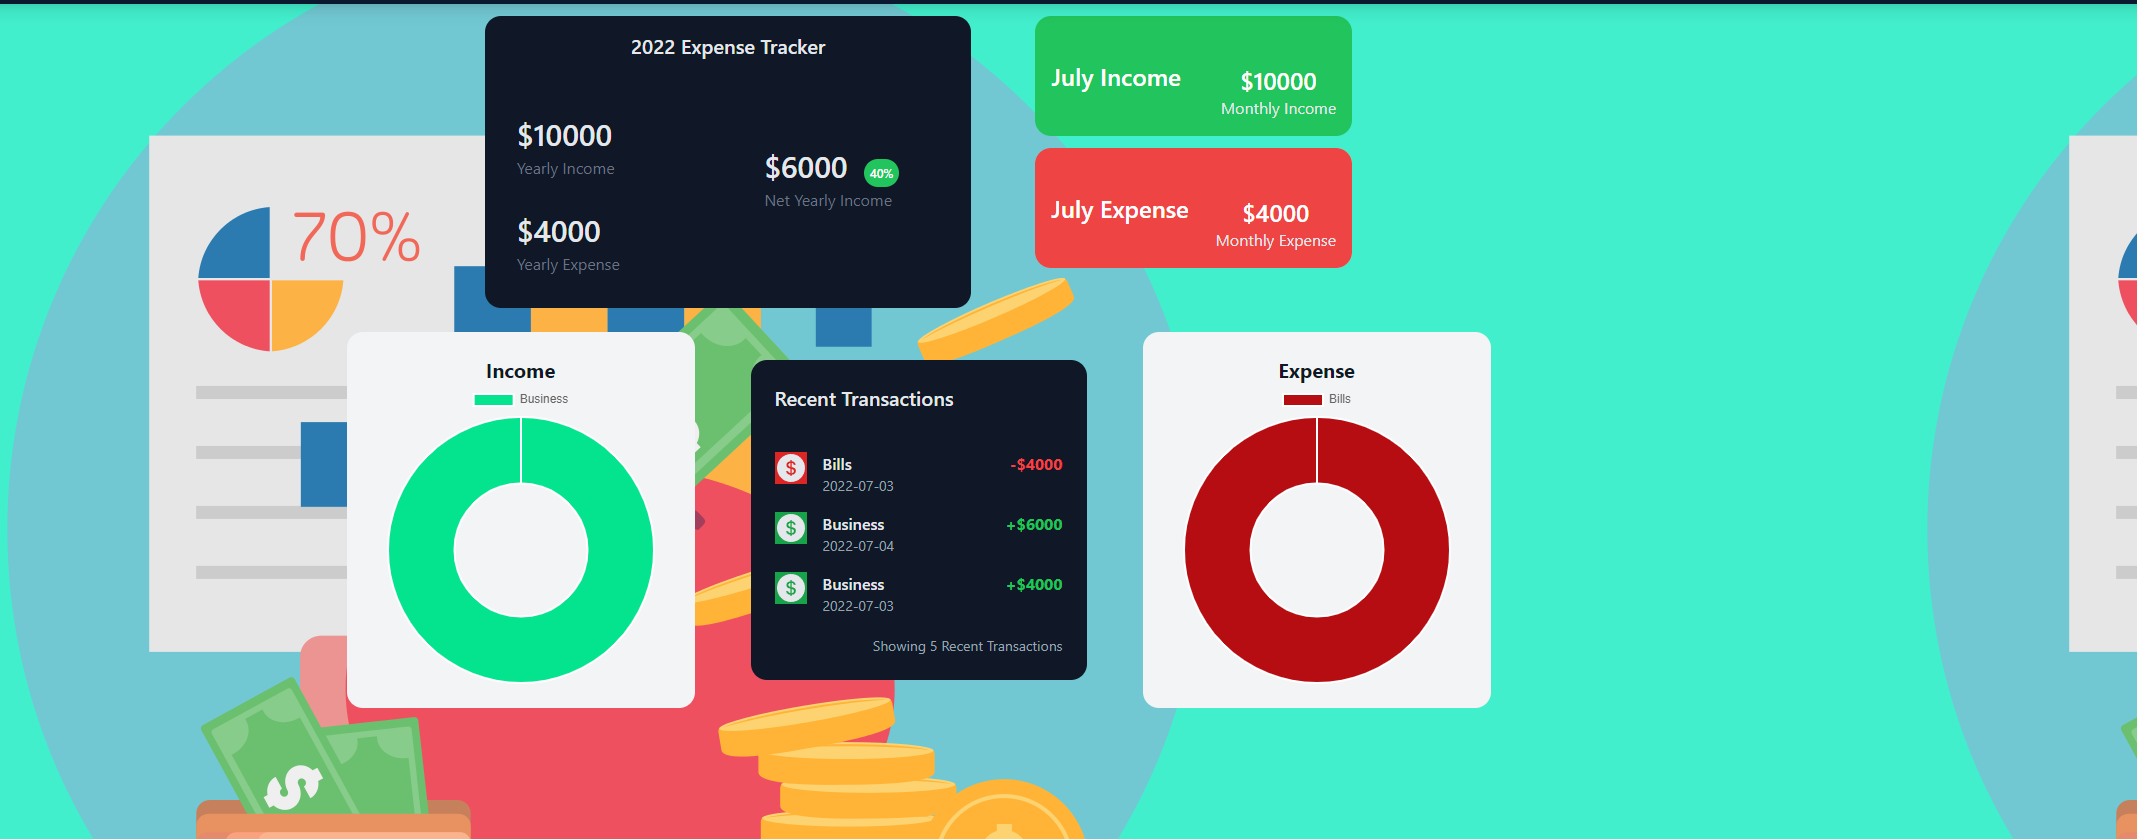 2022 Expense Tracker
$10000
Yearly Income
$6000 40%
Net Yearly Income
$4000
Yearly Expense
July Income
$10000
Monthly Income
July Expense
$4000
Monthly Expense
70%
Income
Business
Recent Transactions
$ Bills -$4000
2022-07-03
$ Business +$6000
2022-07-04
$ Business +$4000
2022-07-03
Showing 5 Recent Transactions
Expense
Bills
$